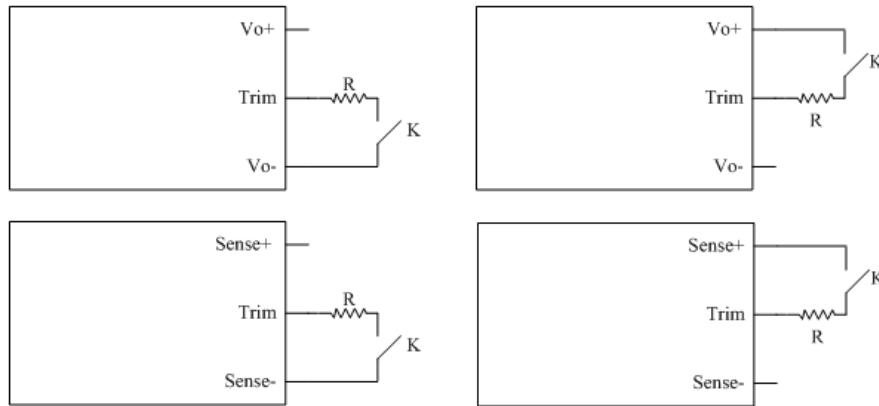 Vo+
Trim
R
K
Vo-
Vo+
K
Trim
R
Vo-
Sense+
Trim
R
K
Sense-
Sense+
K
Trim
R
Sense-